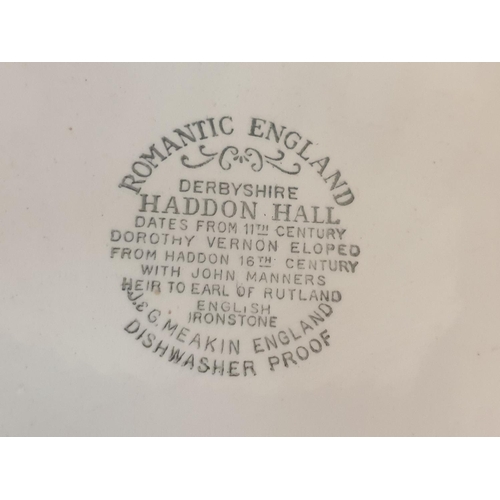 ROMANTIC ENGLAND
DERBYSHIRE
HADDON HALL
DATES FROM 11TH CENTURY
DOROTHY VERNON ELOPED
FROM HADDON 16TH CENTURY
WITH JOHN MANNERS
HEIR TO EARL OF RUTLAND
ENGLISH
IRONSTONE
J.& G. MEAKIN ENGLAND
DISHWASHER PROOF